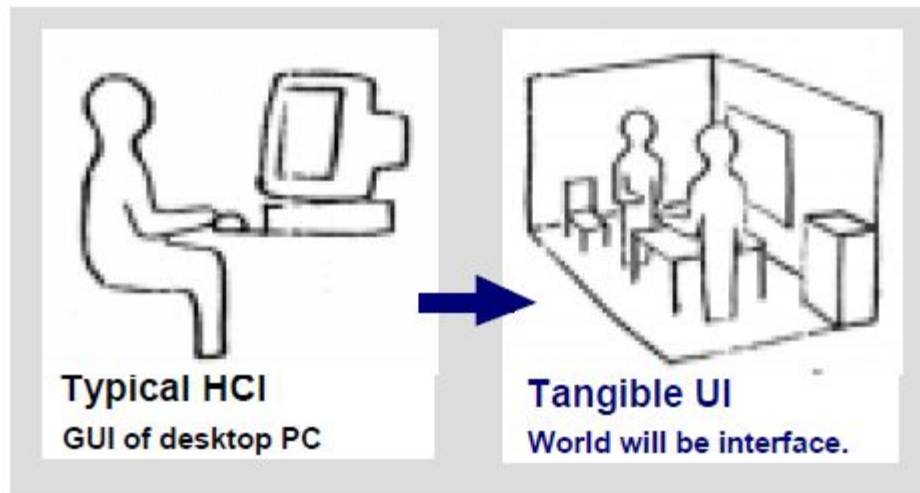 Typical HCI
GUI of desktop PC
Tangible UI
World will be interface.